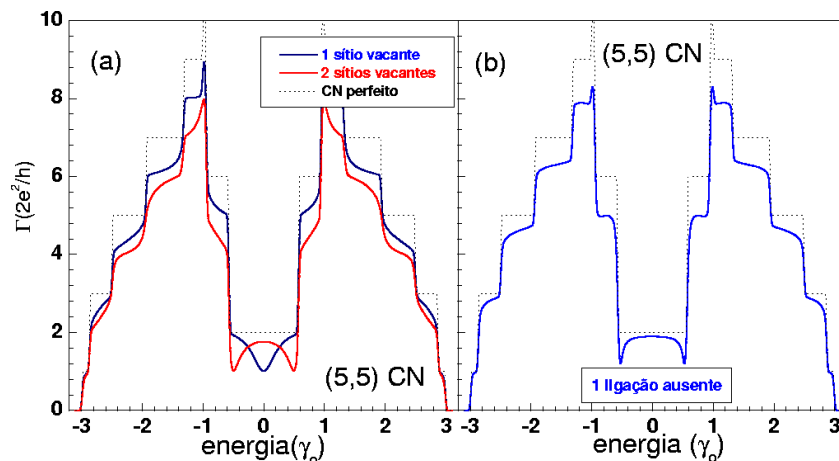 10
8
6
4
2
0
Γ(2e²/h)
(a)
1 sítio vacante
2 sítios vacantes
CN perfeito
(5,5) CN
-3 -2 -1 0 1 2 3
energia(γₒ)
(b)
(5,5) CN
1 lIgação ausente
-3 -2 -1 0 1 2 3
energia (γₒ)